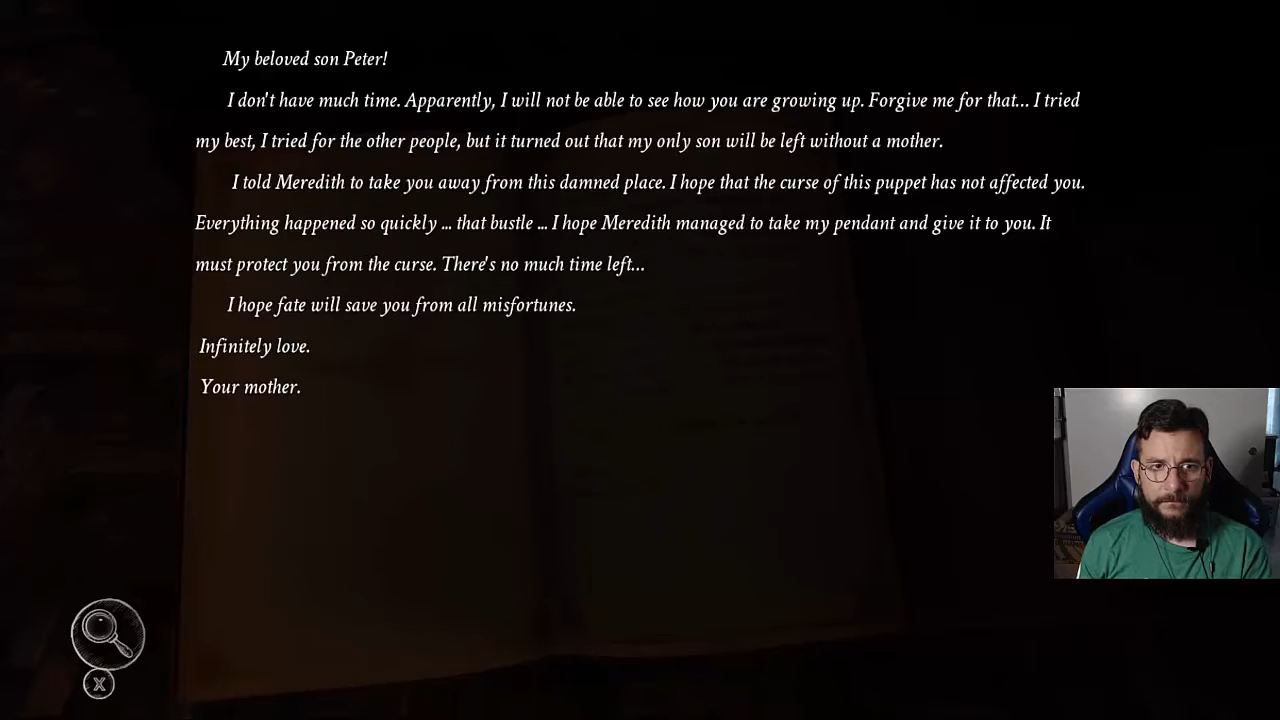 My beloved son Peter!
I don't have much time. Apparently, I will not be able to see how you are growing up. Forgive me for that... I tried
my best, I tried for the other people, but it turned out that my only son will be left without a mother.
I told Meredith to take you away from this damned place. I hope that the curse of this puppet has not affected you.
Everything happened so quickly ... that bustle ... I hope Meredith managed to take my pendant and give it to you. It
must protect you from the curse. There's no much time left...
I hope fate will save you from all misfortunes.
Infinitely love.
Your mother.
X